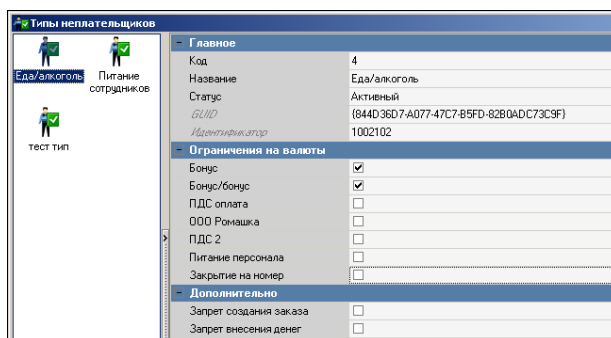 Типы неплательщиков
Еда/алкоголь
Питание сотрудников
тест тип
Главное
Код 4
Название Еда/алкоголь
Статус Активный
GUID {844D36D7-A077-47C7-B5FD-82B0ADC73C9F}
Идентификатор 1002102
Ограничения на валюты
Бонус
Бонус/бонус
ПДС оплата
ООО Ромашка
ПДС 2
Питание персонала
Закрытие на номер
Дополнительно
Запрет создания заказа
Запрет внесения денег